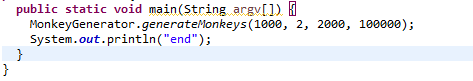 public static void main(String argv[]) {
MonkeyGenerator.generateMonkeys(1000, 2, 2000, 100000);
System.out.println("end");
}
}